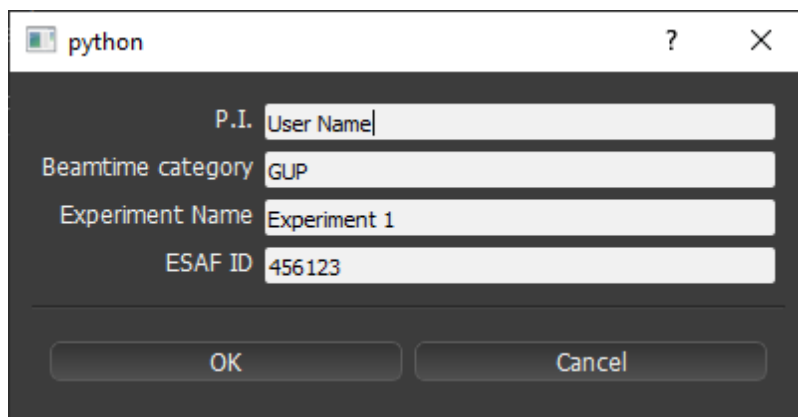 python ?
P.I. User Name
Beamtime category GUP
Experiment Name Experiment 1
ESAF ID 456123
OK Cancel